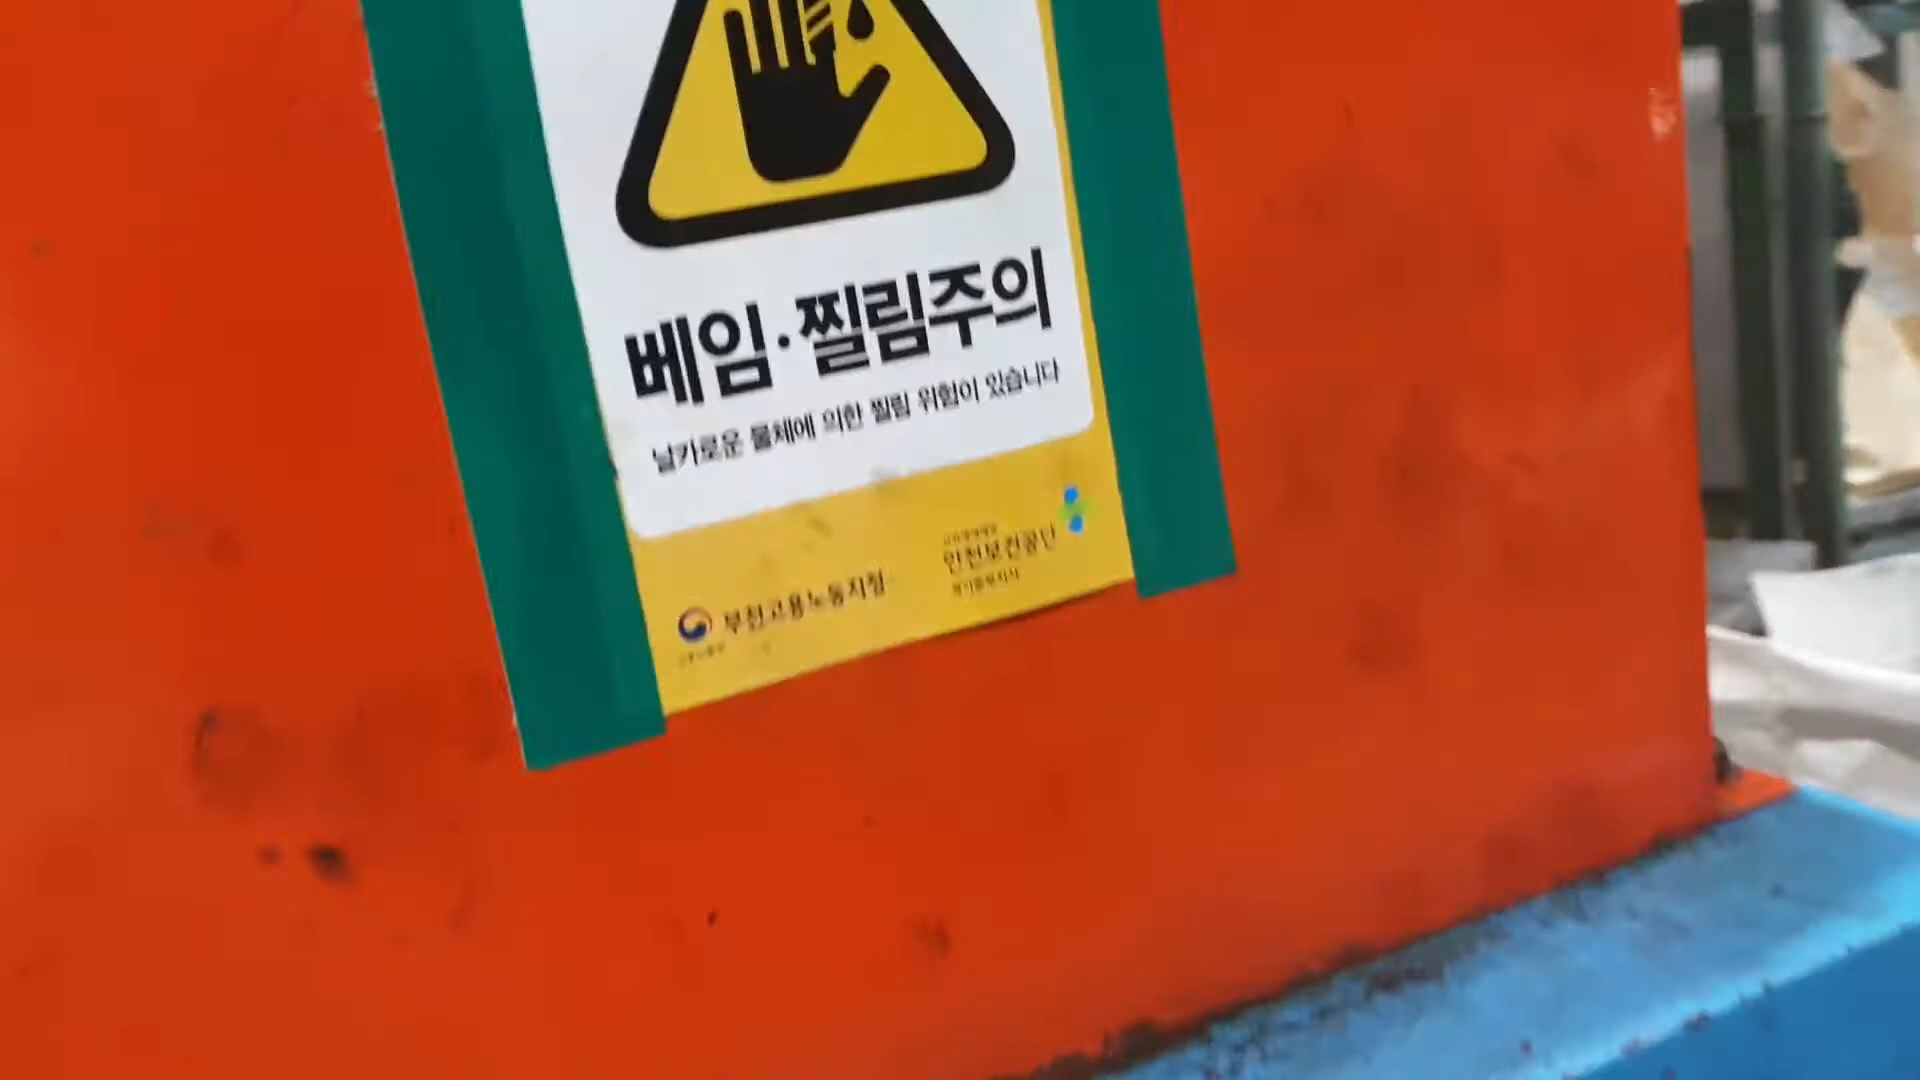 베임·찔림주의
날카로운 물체에 의한 찔림 위험이 있습니다
부천고용노동지청
안전보건공단